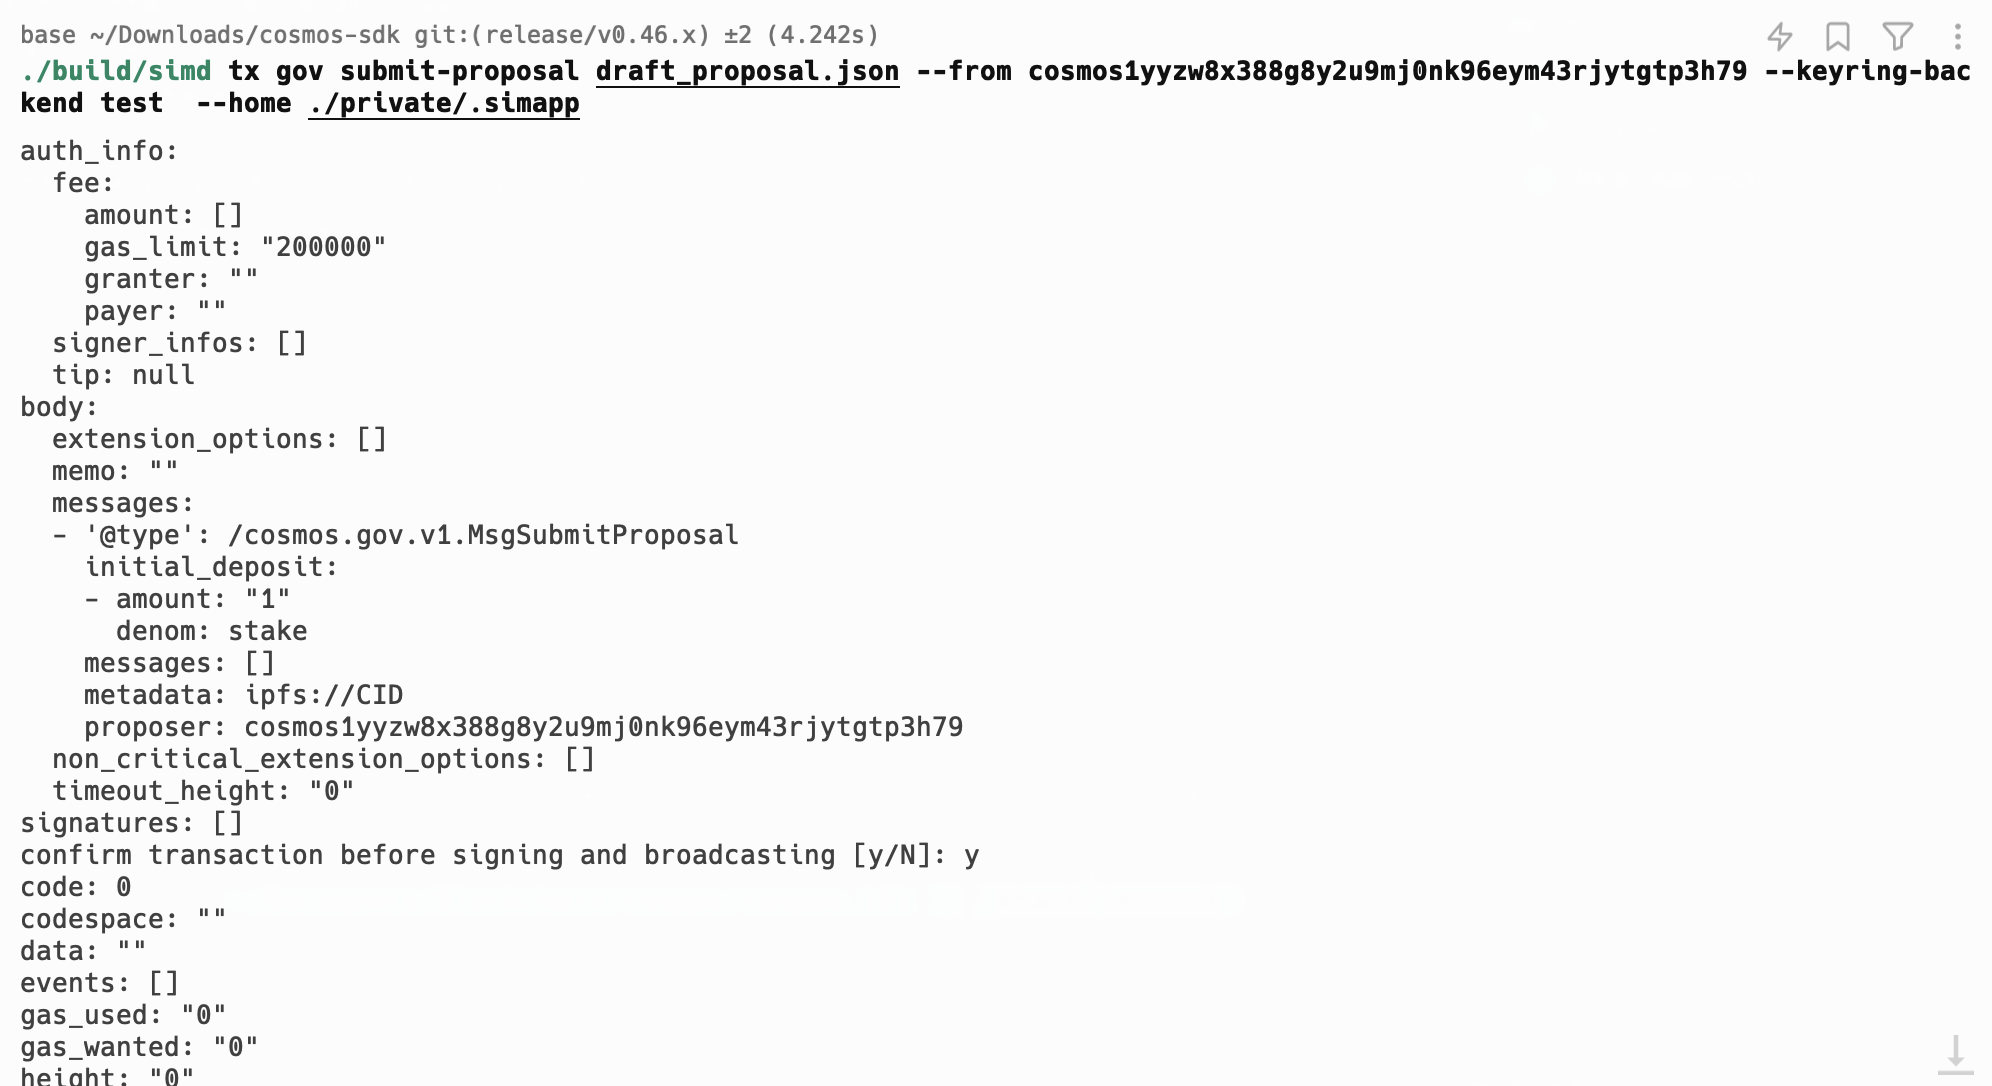 base ~/Downloads/cosmos-sdk git:(release/v0.46.x) ±2 (4.242s)
./build/simd tx gov submit-proposal draft_proposal.json --from cosmos1yyzw8x388g8y2u9mj0nk96eym43rjytgtp3h79 --keyring-bac
kend test  --home ./private/.simapp
auth_info:
  fee:
    amount: []
    gas_limit: "200000"
    granter: ""
    payer: ""
  signer_infos: []
  tip: null
body:
  extension_options: []
  memo: ""
  messages:
  - '@type': /cosmos.gov.v1.MsgSubmitProposal
    initial_deposit:
    - amount: "1"
      denom: stake
    messages: []
    metadata: ipfs://CID
    proposer: cosmos1yyzw8x388g8y2u9mj0nk96eym43rjytgtp3h79
  non_critical_extension_options: []
  timeout_height: "0"
signatures: []
confirm transaction before signing and broadcasting [y/N]: y
code: 0
codespace: ""
data: ""
events: []
gas_used: "0"
gas_wanted: "0"
height: "0"